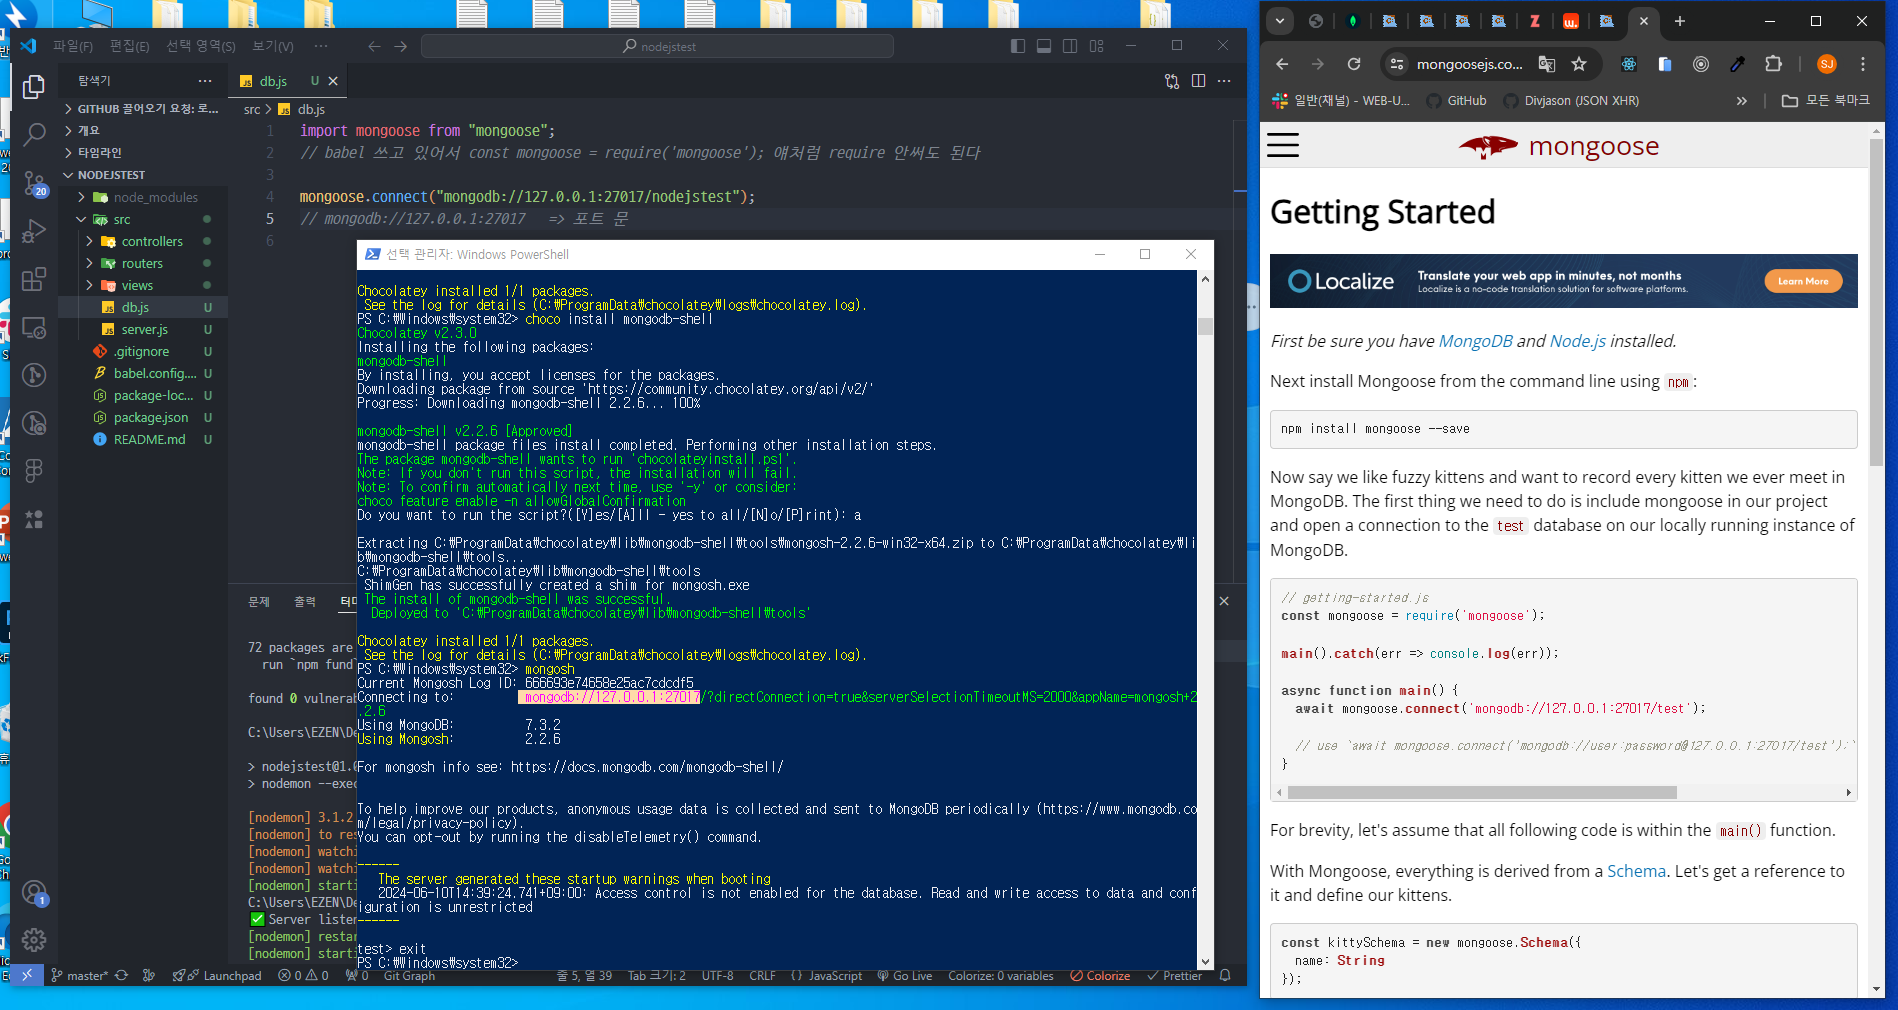 파일(F) 편집(E) 선택 영역(S) 보기(V) ··· nodejstest
탐색기 ···
GITHUB 끌어오기 요청: 로...
개요
타임라인
NODEJSTEST
node_modules
src
controllers
routers
views
db.js U
server.js U
.gitignore U
babel.config.... U
package-loc... U
package.json U
README.md U
20
1
db.js U
src > db.js
1 import mongoose from "mongoose";
2 // babel 쓰고 있어서 const mongoose = require('mongoose'); 얘처럼 require 안써도 된다
3
4 mongoose.connect("mongodb://127.0.0.1:27017/nodejstest");
5 // mongodb://127.0.0.1:27017 => 포트 문
6
문제 출력 터미
72 packages are
run `npm fund`
found 0 vulnerab
C:\Users\EZEN\De
> nodejstest@1.0
> nodemon --exec
[nodemon] 3.1.2
[nodemon] to res
[nodemon] watchi
[nodemon] watchi
[nodemon] starti
C:\Users\EZEN\De
✅ Server listen
[nodemon] restar
[nodemon] starti
master* Launchpad 0 0 0 Git Graph 줄 5, 열 39 Tab 크기: 2 UTF-8 CRLF {} JavaScript Go Live Colorize: 0 variables Colorize Prettier
선택 관리자: Windows PowerShell
Chocolatey installed 1/1 packages.
See the log for details (C:₩ProgramData₩chocolatey₩logs₩chocolatey.log).
PS C:₩Windows₩system32> choco install mongodb-shell
Chocolatey v2.3.0
Installing the following packages:
mongodb-shell
By installing, you accept licenses for the packages.
Downloading package from source 'https://community.chocolatey.org/api/v2/'
Progress: Downloading mongodb-shell 2.2.6... 100%
mongodb-shell v2.2.6 [Approved]
mongodb-shell package files install completed. Performing other installation steps.
The package mongodb-shell wants to run 'chocolateyinstall.ps1'.
Note: If you don't run this script, the installation will fail.
Note: To confirm automatically next time, use '-y' or consider:
choco feature enable -n allowGlobalConfirmation
Do you want to run the script?([Y]es/[A]ll - yes to all/[N]o/[P]rint): a
Extracting C:₩ProgramData₩chocolatey₩lib₩mongodb-shell₩tools₩mongosh-2.2.6-win32-x64.zip to C:₩ProgramData₩chocolatey₩li
b₩mongodb-shell₩tools...
C:₩ProgramData₩chocolatey₩lib₩mongodb-shell₩tools
ShimGen has successfully created a shim for mongosh.exe
The install of mongodb-shell was successful.
Deployed to 'C:₩ProgramData₩chocolatey₩lib₩mongodb-shell₩tools'
Chocolatey installed 1/1 packages.
See the log for details (C:₩ProgramData₩chocolatey₩logs₩chocolatey.log).
PS C:₩Windows₩system32> mongosh
Current Mongosh Log ID: 666693e74658e25ac7cdcdf5
Connecting to: mongodb://127.0.0.1:27017/?directConnection=true&serverSelectionTimeoutMS=2000&appName=mongosh+2
.2.6
Using MongoDB: 7.3.2
Using Mongosh: 2.2.6
For mongosh info see: https://docs.mongodb.com/mongodb-shell/
To help improve our products, anonymous usage data is collected and sent to MongoDB periodically (https://www.mongodb.co
m/legal/privacy-policy).
You can opt-out by running the disableTelemetry() command.
------
The server generated these startup warnings when booting
2024-06-10T14:39:24.741+09:00: Access control is not enabled for the database. Read and write access to data and conf
iguration is unrestricted
------
test> exit
PS C:₩Windows₩system32>
mongoosejs.co... SJ
일반(채널) - WEB-U... GitHub Divjason (JSON XHR) » 모든 북마크
mongoose
Getting Started
Localize Translate your web app in minutes, not months Learn More
Localize is a no-code translation solution for software platforms.
First be sure you have MongoDB and Node.js installed.
Next install Mongoose from the command line using npm:
npm install mongoose --save
Now say we like fuzzy kittens and want to record every kitten we ever meet in
MongoDB. The first thing we need to do is include mongoose in our project
and open a connection to the test database on our locally running instance of
MongoDB.
// getting-started.js
const mongoose = require('mongoose');
main().catch(err => console.log(err));
async function main() {
await mongoose.connect('mongodb://127.0.0.1:27017/test');
// use `await mongoose.connect('mongodb://user:password@127.0.0.1:27017/test');`
}
For brevity, let's assume that all following code is within the main() function.
With Mongoose, everything is derived from a Schema. Let's get a reference to
it and define our kittens.
const kittySchema = new mongoose.Schema({
name: String
});